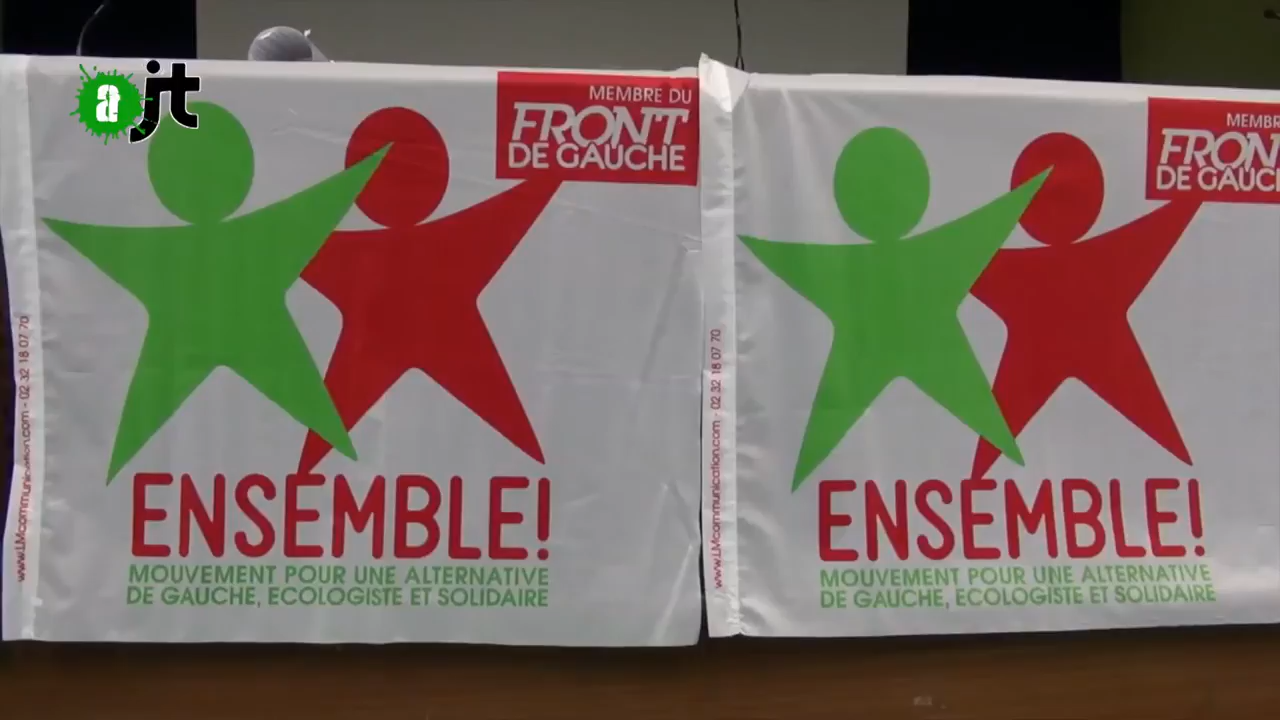 ajt
MEMBRE DU
FRONT
DE GAUCHE
ENSEMBLE!
MOUVEMENT POUR UNE ALTERNATIVE
DE GAUCHE, ECOLOGISTE ET SOLIDAIRE
www.LMcommunication.com - 02 32 18 07 70
MEMBR
FRON
DE GAUC
ENSEMBLE!
MOUVEMENT POUR UNE ALTERNATIVE
DE GAUCHE, ECOLOGISTE ET SOLIDAIRE
www.LMcommunication.com - 02 32 18 07 70